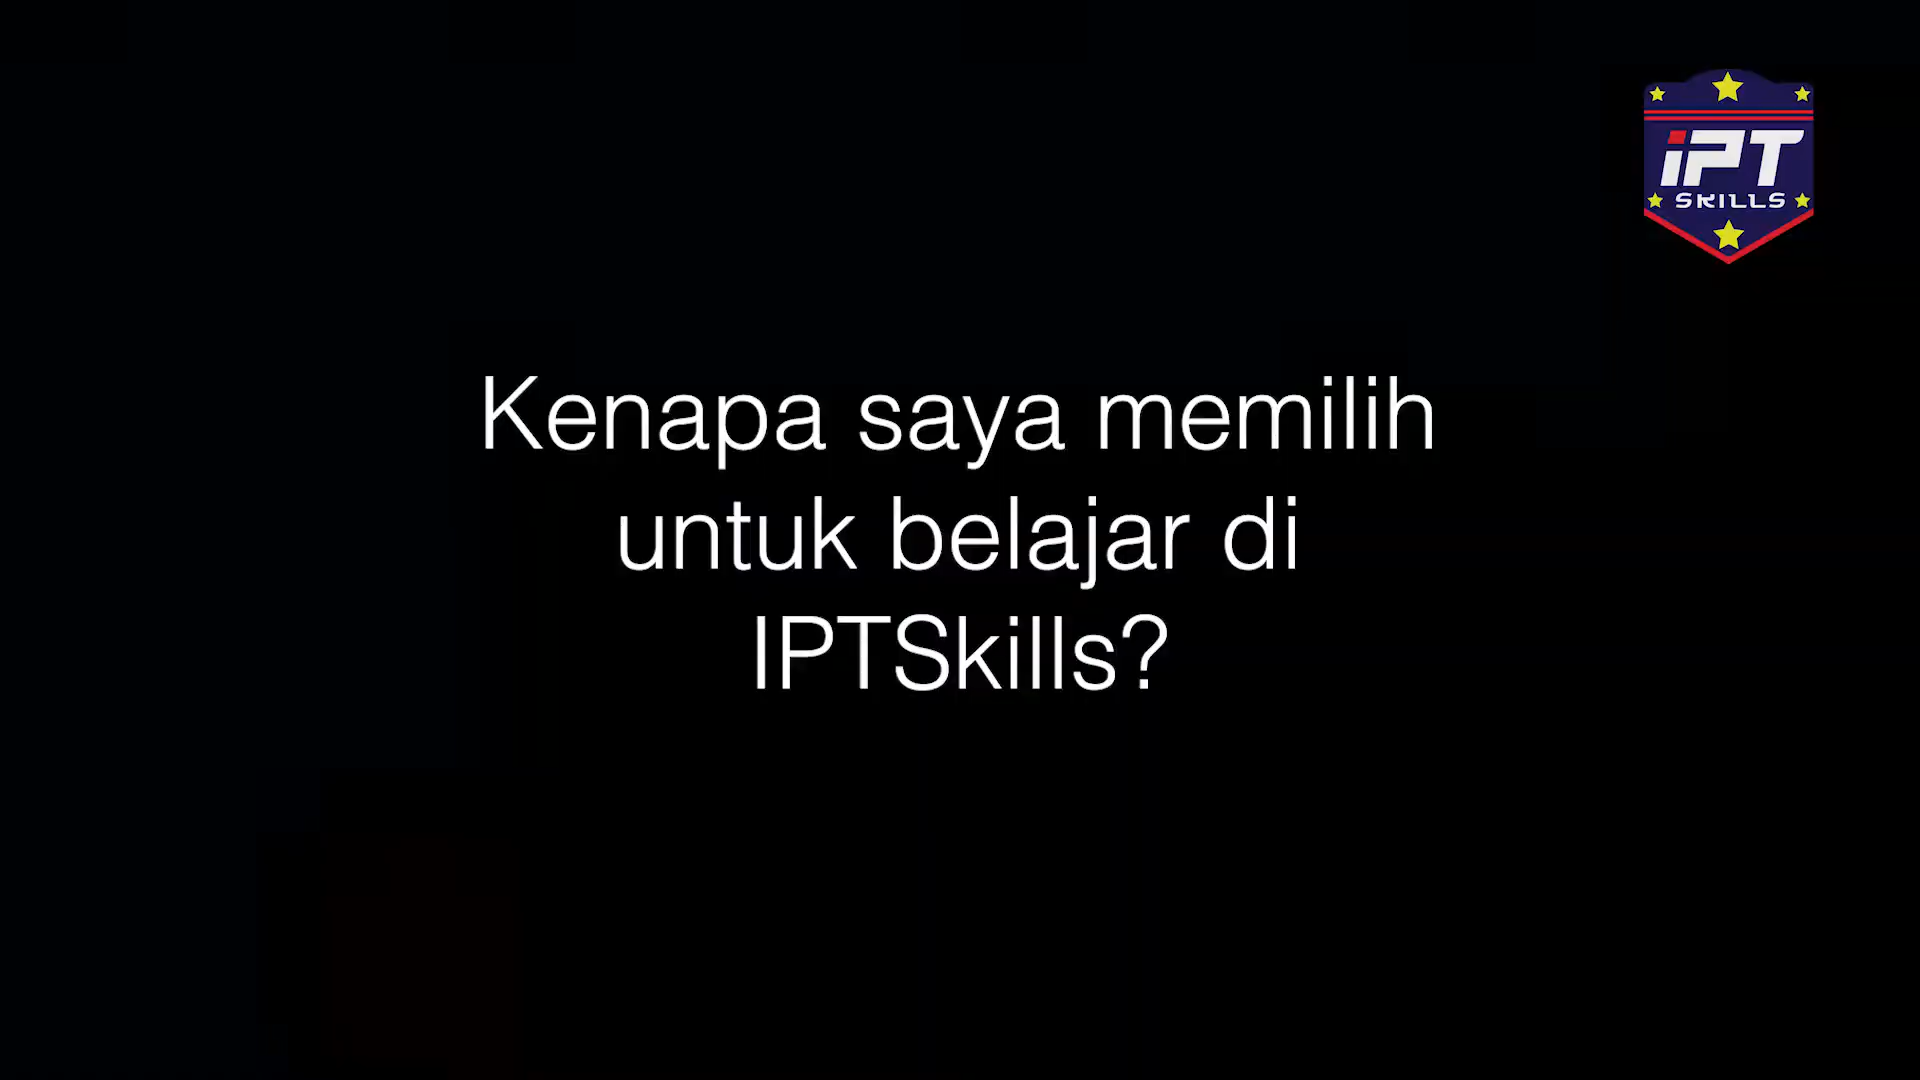 iPT
SKILLS
Kenapa saya memilih
untuk belajar di
IPTSkills?